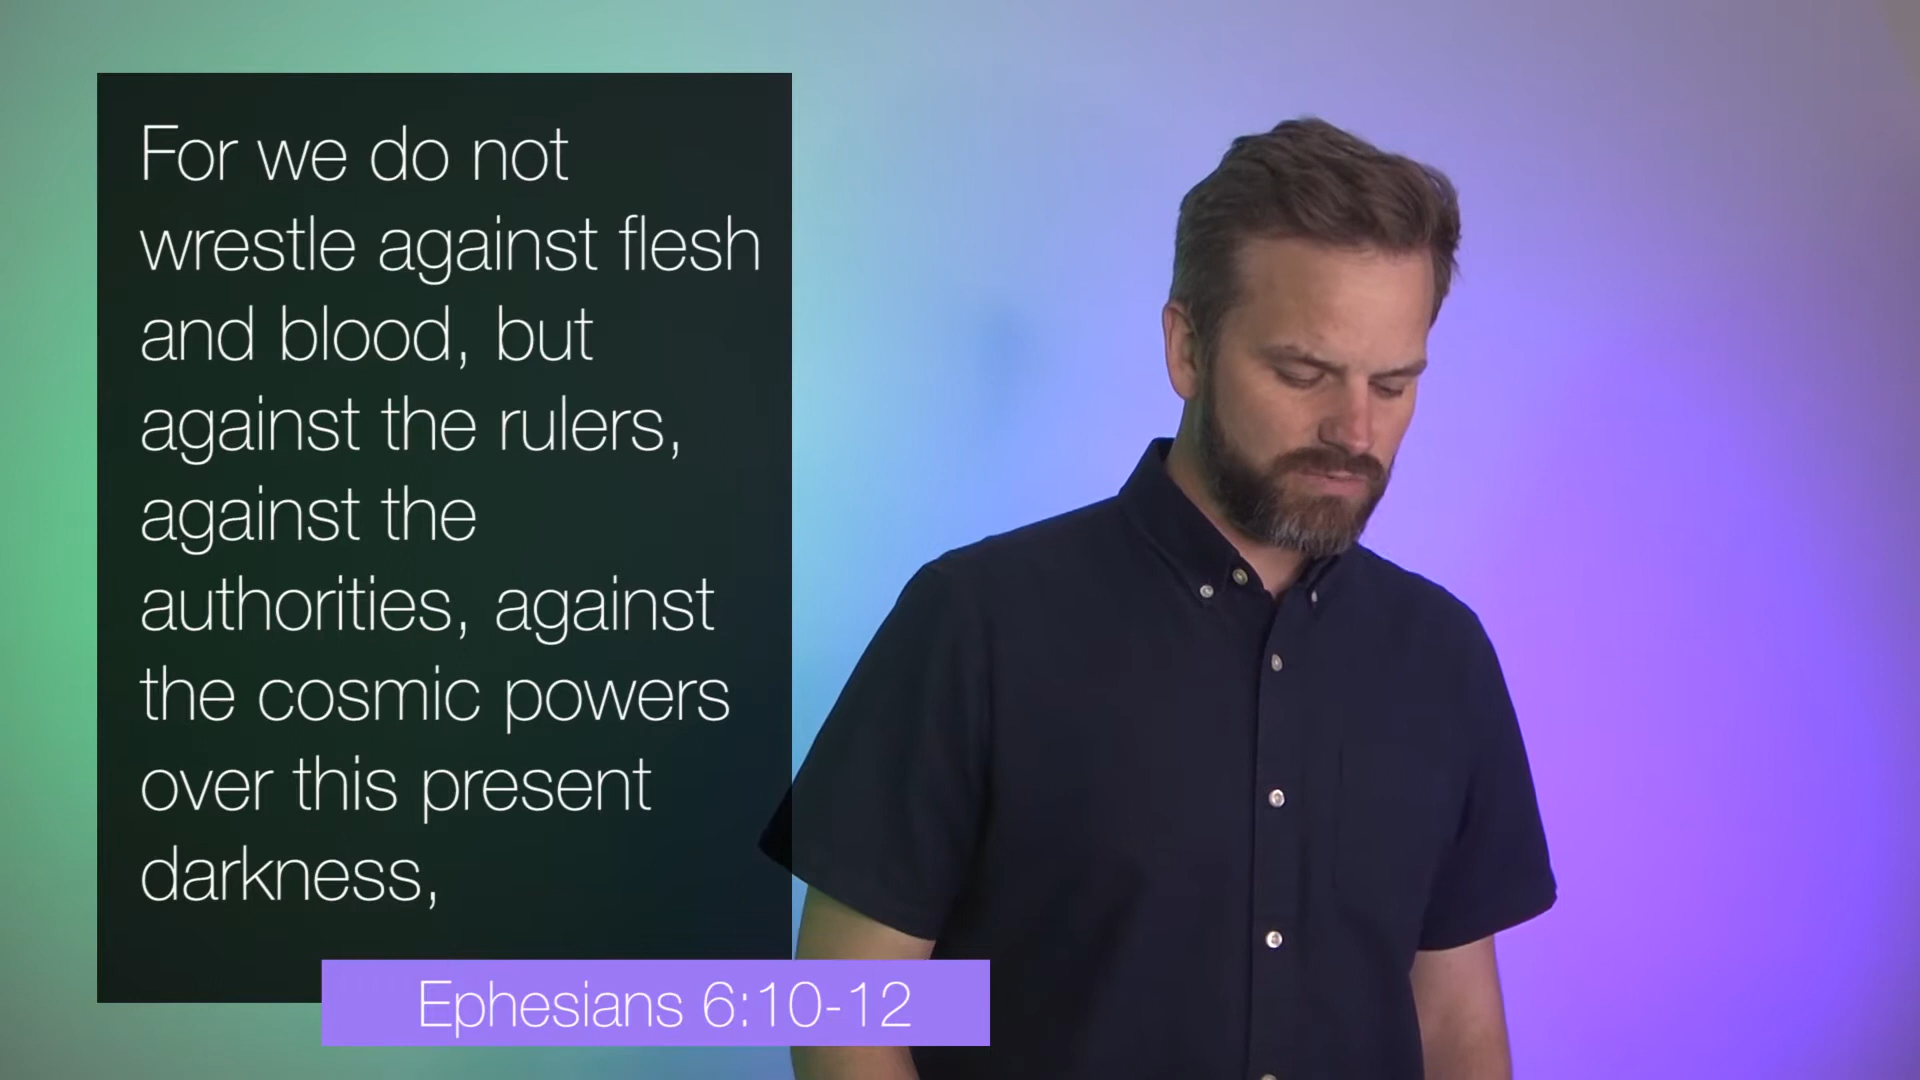 For we do not
wrestle against flesh
and blood, but
against the rulers,
against the
authorities, against
the cosmic powers
over this present
darkness,
Ephesians 6:10-12